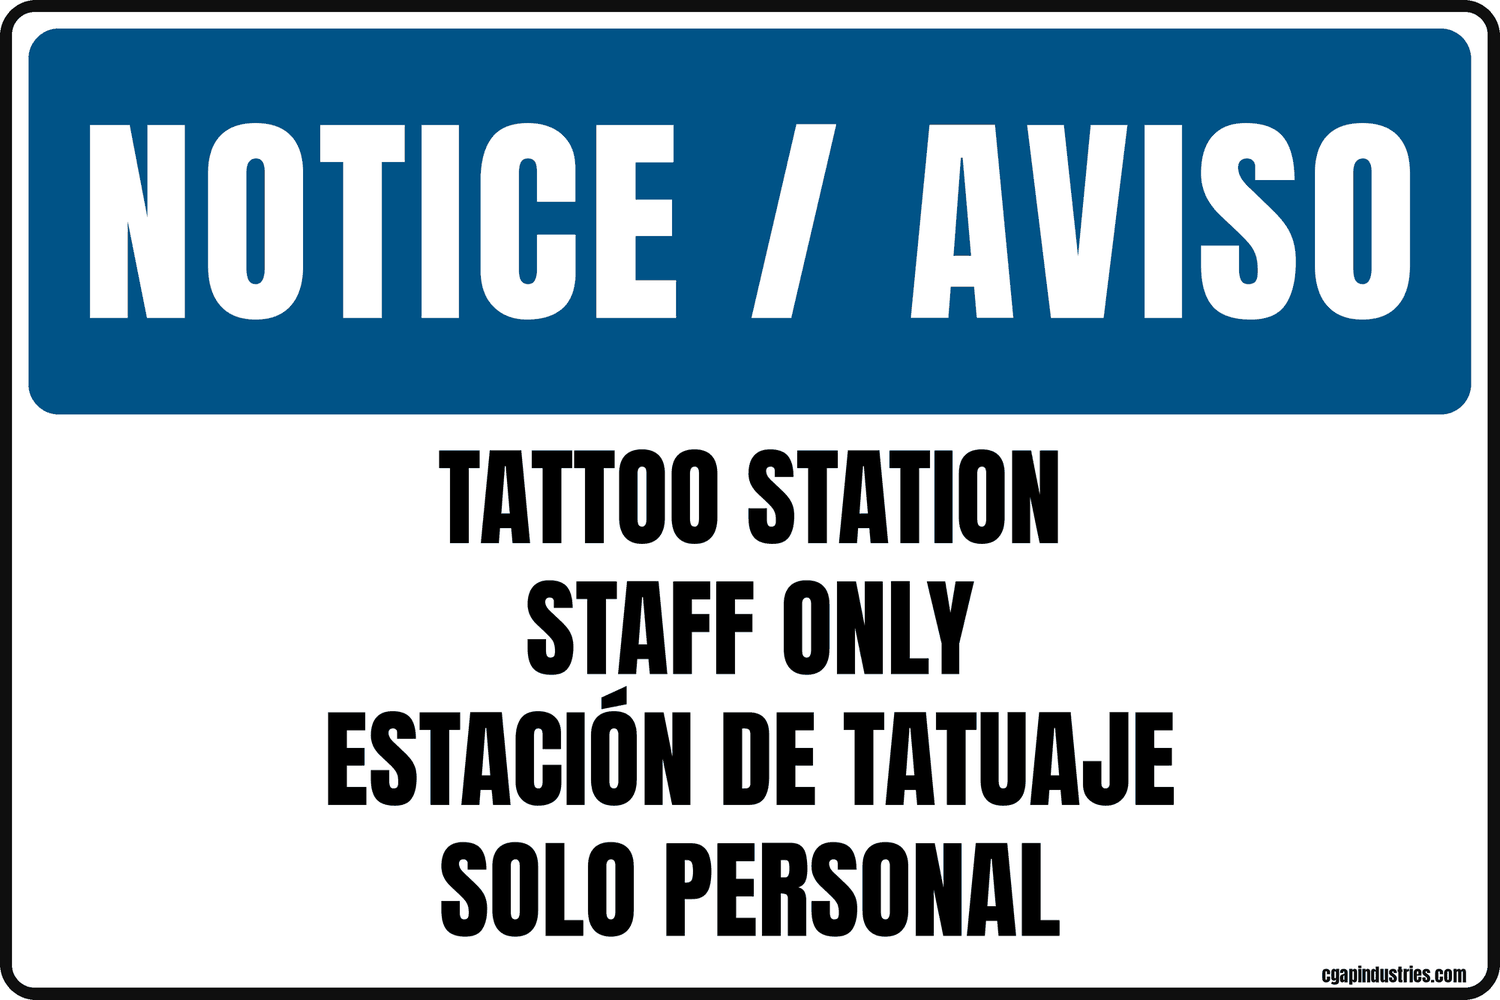 NOTICE / AVISO
TATTOO STATION
STAFF ONLY
ESTACIÓN DE TATUAJE
SOLO PERSONAL
cgapindustries.com